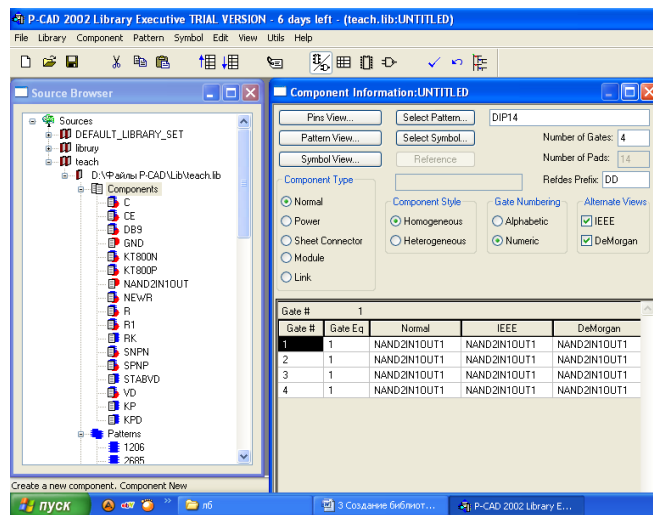 P-CAD 2002 Library Executive TRIAL VERSION - 6 days left - (teach.lib:UNTITLED)
File Library Component Pattern Symbol Edit View Utils Help
Source Browser
Sources
DEFAULT_LIBRARY_SET
library
teach
D:\Файлы P-CAD\Lib\teach.lib
Components
C
CE
DB9
GND
KT800N
KT800P
NAND2IN1OUT
NEWR
R
R1
RK
SNPN
SPNP
STABVD
VD
KP
KPD
Patterns
1206
2685
Component Information:UNTITLED
Pins View... Select Pattern... DIP14
Pattern View... Select Symbol... Number of Gates: 4
Symbol View... Reference Number of Pads: 14
Refdes Prefix: DD
Component Type Component Style Gate Numbering Alternate Views
Normal Homogeneous Alphabetic IEEE
Power Heterogeneous Numeric DeMorgan
Sheet Connector
Module
Link
Gate # 1
Gate # Gate Eq Normal IEEE DeMorgan
1 1 NAND2IN1OUT1 NAND2IN1OUT1 NAND2IN1OUT1
2 1 NAND2IN1OUT1 NAND2IN1OUT1 NAND2IN1OUT1
3 1 NAND2IN1OUT1 NAND2IN1OUT1 NAND2IN1OUT1
4 1 NAND2IN1OUT1 NAND2IN1OUT1 NAND2IN1OUT1
Create a new component. Component New
пуск » п6 3 Создание библиот... P-CAD 2002 Library E...